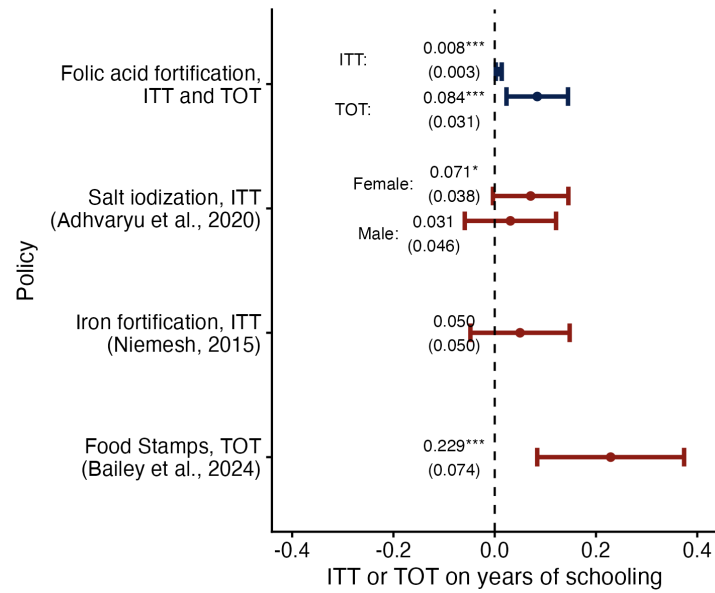 Folic acid fortification,
ITT and TOT
ITT:
0.008***
(0.003)
TOT:
0.084***
(0.031)
Salt iodization, ITT
(Adhvaryu et al., 2020)
Female:
0.071*
(0.038)
Male:
0.031
(0.046)
Iron fortification, ITT
(Niemesh, 2015)
0.050
(0.050)
Food Stamps, TOT
(Bailey et al., 2024)
0.229***
(0.074)
Policy
-0.4 -0.2 0.0 0.2 0.4
ITT or TOT on years of schooling